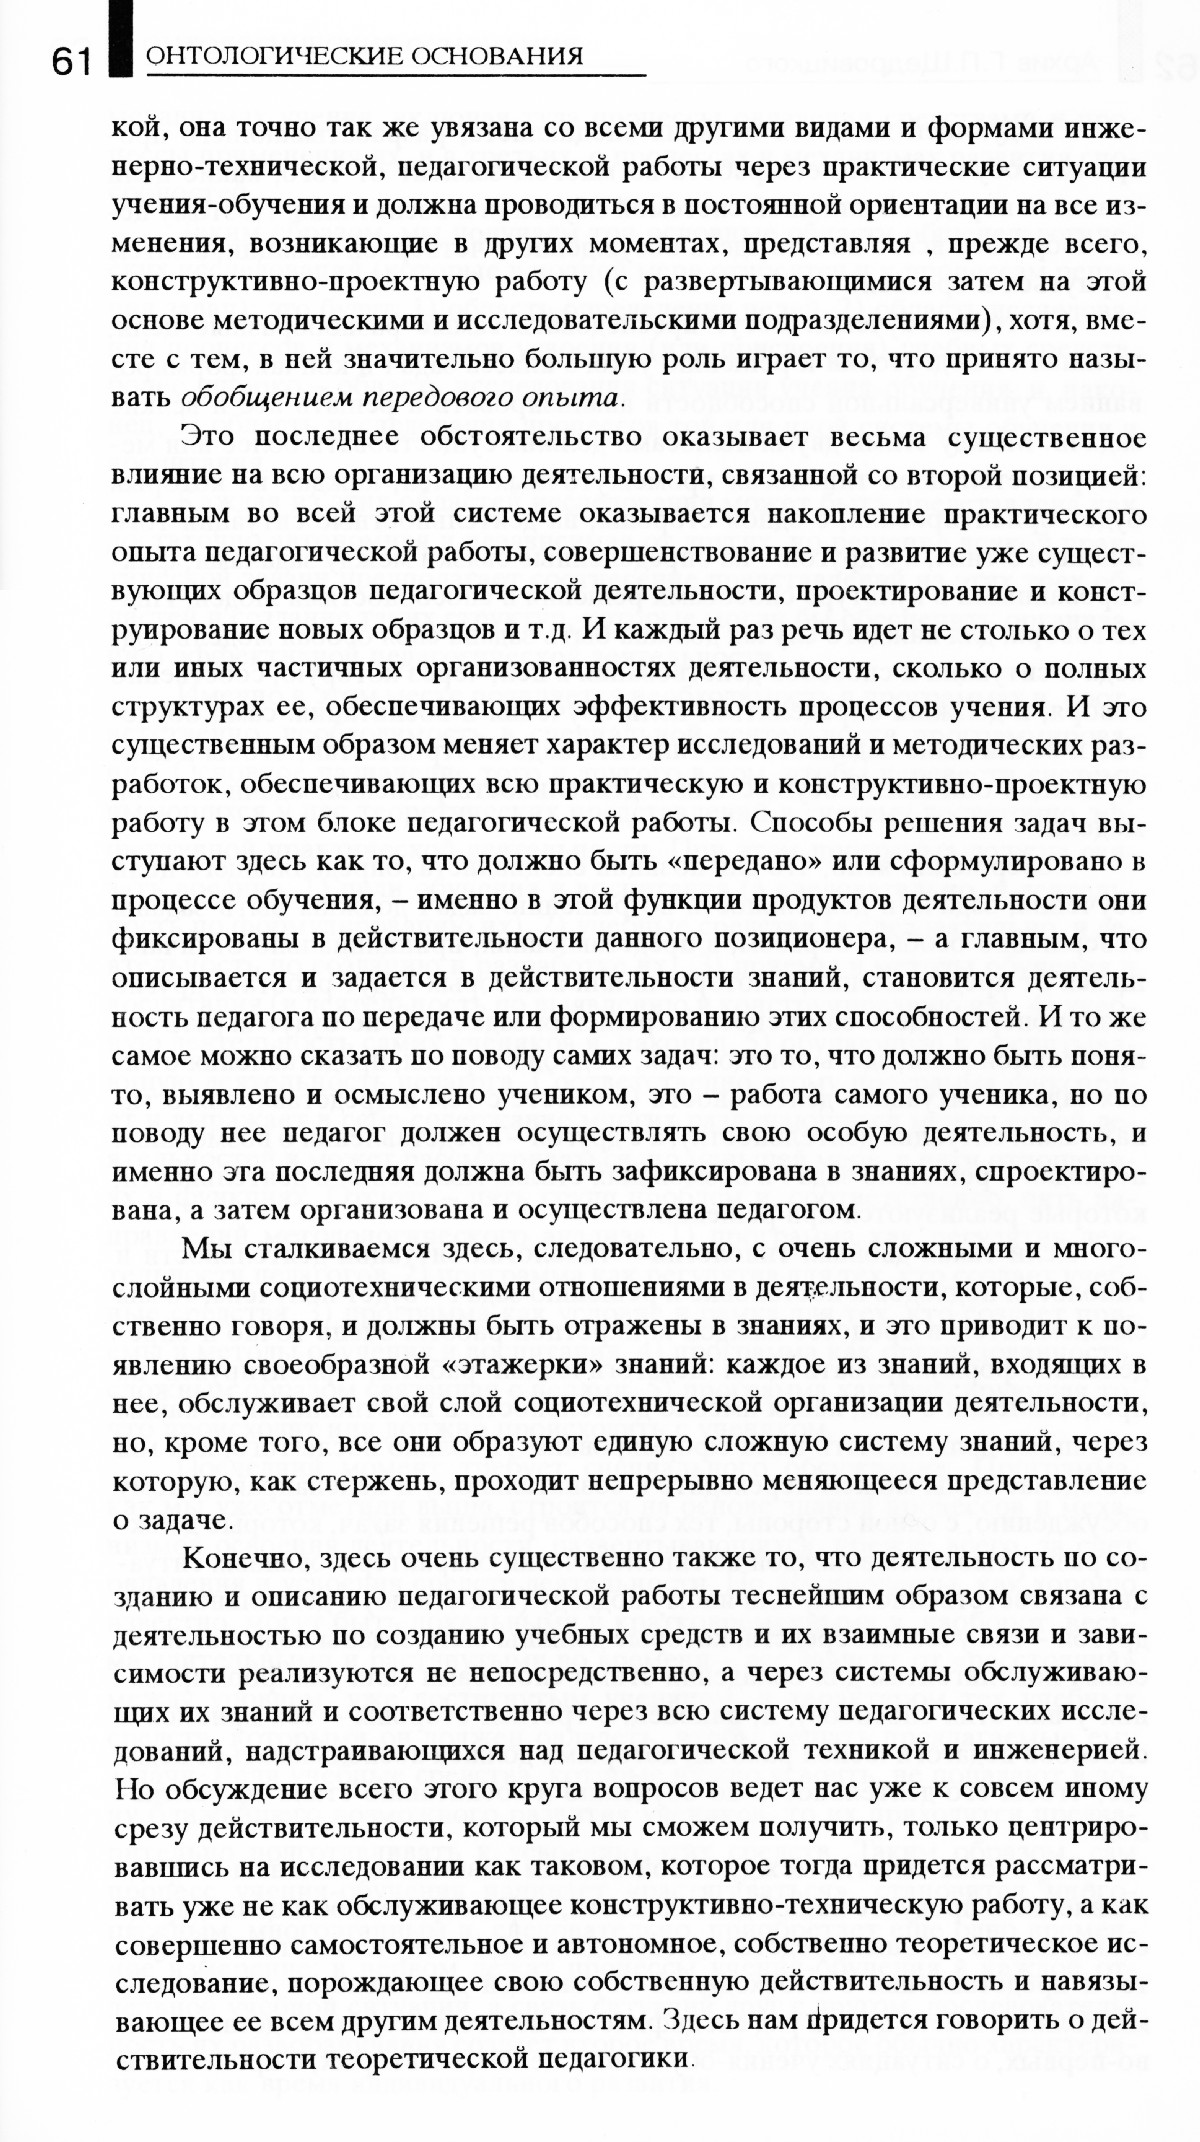 61
ОНТОЛОГИЧЕСКИЕ ОСНОВАНИЯ
кой, она точно так же увязана со всеми другими видами и формами инже-
нерно-технической, педагогической работы через практические ситуации
учения-обучения и должна проводиться в постоянной ориентации на все из-
менения, возникающие в других моментах, представляя , прежде всего,
конструктивно-проектную работу (с развертывающимися затем на этой
основе методическими и исследовательскими подразделениями), хотя, вме-
сте с тем, в ней значительно большую роль играет то, что принято назы-
вать обобщением передового опыта.
Это последнее обстоятельство оказывает весьма существенное
влияние на всю организацию деятельности, связанной со второй позицией:
главным во всей этой системе оказывается накопление практического
опыта педагогической работы, совершенствование и развитие уже сущест-
вующих образцов педагогической деятельности, проектирование и конст-
руирование новых образцов и т.д. И каждый раз речь идет не столько о тех
или иных частичных организованностях деятельности, сколько о полных
структурах ее, обеспечивающих эффективность процессов учения. И это
существенным образом меняет характер исследований и методических раз-
работок, обеспечивающих всю практическую и конструктивно-проектную
работу в этом блоке педагогической работы. Способы решения задач вы-
ступают здесь как то, что должно быть «передано» или сформулировано в
процессе обучения, – именно в этой функции продуктов деятельности они
фиксированы в действительности данного позиционера, – а главным, что
описывается и задается в действительности знаний, становится деятель-
ность педагога по передаче или формированию этих способностей. И то же
самое можно сказать по поводу самих задач: это то, что должно быть поня-
то, выявлено и осмыслено учеником, это – работа самого ученика, но по
поводу нее педагог должен осуществлять свою особую деятельность, и
именно эта последняя должна быть зафиксирована в знаниях, спроектиро-
вана, а затем организована и осуществлена педагогом.
Мы сталкиваемся здесь, следовательно, с очень сложными и много-
слойными социотехническими отношениями в деятельности, которые, соб-
ственно говоря, и должны быть отражены в знаниях, и это приводит к по-
явлению своеобразной «этажерки» знаний: каждое из знаний, входящих в
нее, обслуживает свой слой социотехнической организации деятельности,
но, кроме того, все они образуют единую сложную систему знаний, через
которую, как стержень, проходит непрерывно меняющееся представление
о задаче.
Конечно, здесь очень существенно также то, что деятельность по со-
зданию и описанию педагогической работы теснейшим образом связана с
деятельностью по созданию учебных средств и их взаимные связи и зави-
симости реализуются не непосредственно, а через системы обслуживаю-
щих их знаний и соответственно через всю систему педагогических иссле-
дований, надстраивающихся над педагогической техникой и инженерией.
Но обсуждение всего этого круга вопросов ведет нас уже к совсем иному
срезу действительности, который мы сможем получить, только центриро-
вавшись на исследовании как таковом, которое тогда придется рассматри-
вать уже не как обслуживающее конструктивно-техническую работу, а как
совершенно самостоятельное и автономное, собственно теоретическое ис-
следование, порождающее свою собственную действительность и навязы-
вающее ее всем другим деятельностям. Здесь нам придется говорить о дей-
ствительности теоретической педагогики.